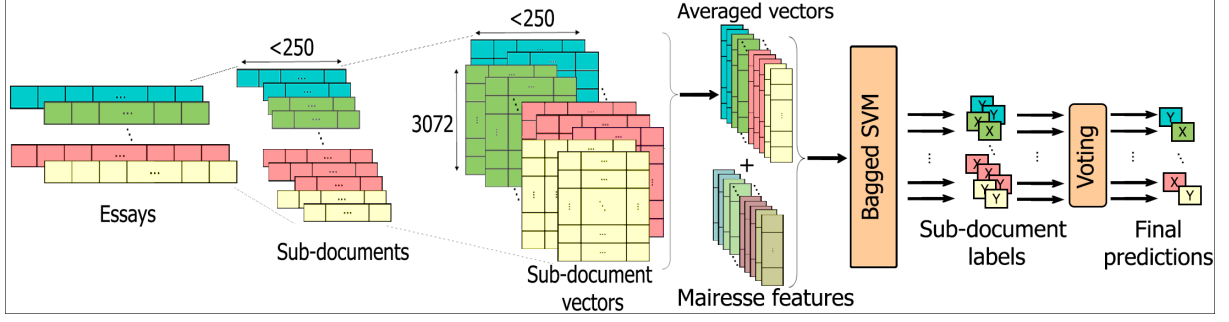 Averaged vectors
<250
<250
3072
+
Essays
Sub-documents
Sub-document
vectors
Mairesse features
Bagged SVM
Y
Y
X
X
X
X
X
Y
Y
Sub-document
labels
Voting
Y
X
X
Y
Final
predictions